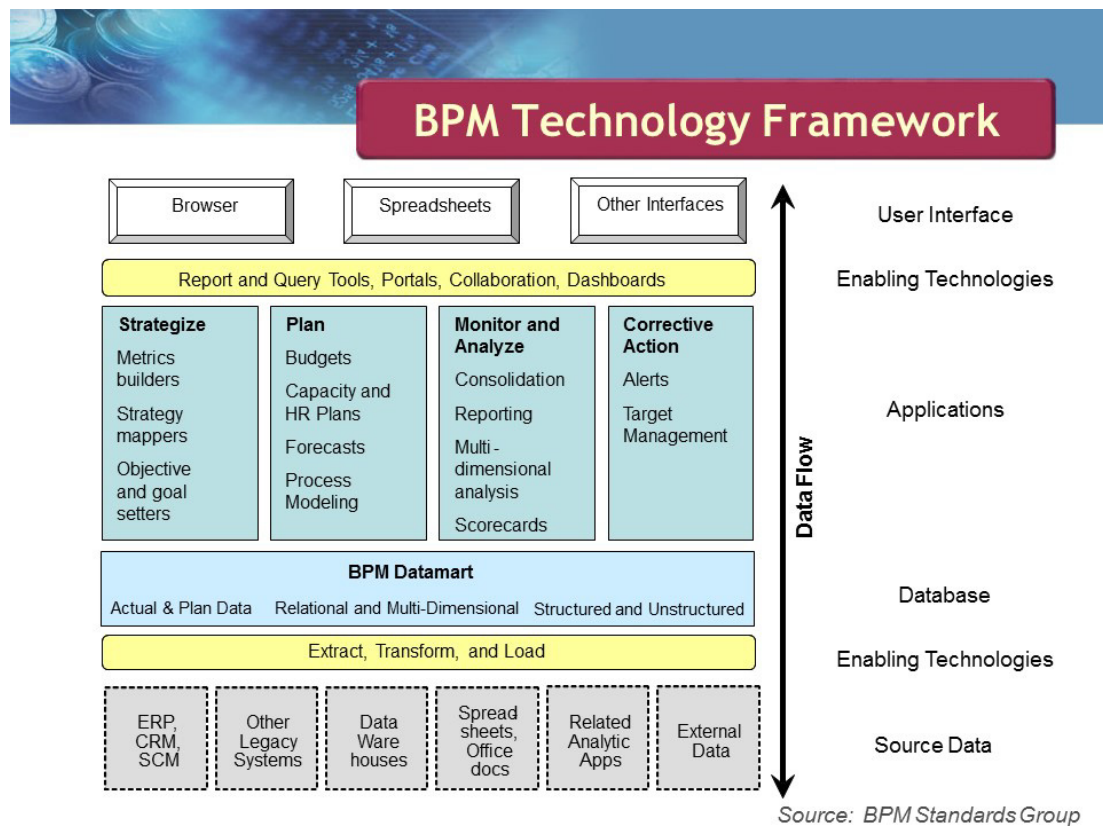 BPM Technology Framework
Browser
Spreadsheets
Other Interfaces
User Interface
Report and Query Tools, Portals, Collaboration, Dashboards
Enabling Technologies
Strategize
Metrics
builders
Strategy
mappers
Objective
and goal
setters
Plan
Budgets
Capacity and
HR Plans
Forecasts
Process
Modeling
Monitor and
Analyze
Consolidation
Reporting
Multi-
dimensional
analysis
Scorecards
Corrective
Action
Alerts
Target
Management
Applications
Data Flow
BPM Datamart
Actual & Plan Data
Relational and Multi-Dimensional
Structured and Unstructured
Database
Extract, Transform, and Load
Enabling Technologies
ERP,
CRM,
SCM
Other
Legacy
Systems
Data
Ware
houses
Spread
sheets,
Office
docs
Related
Analytic
Apps
External
Data
Source Data
Source: BPM Standards Group